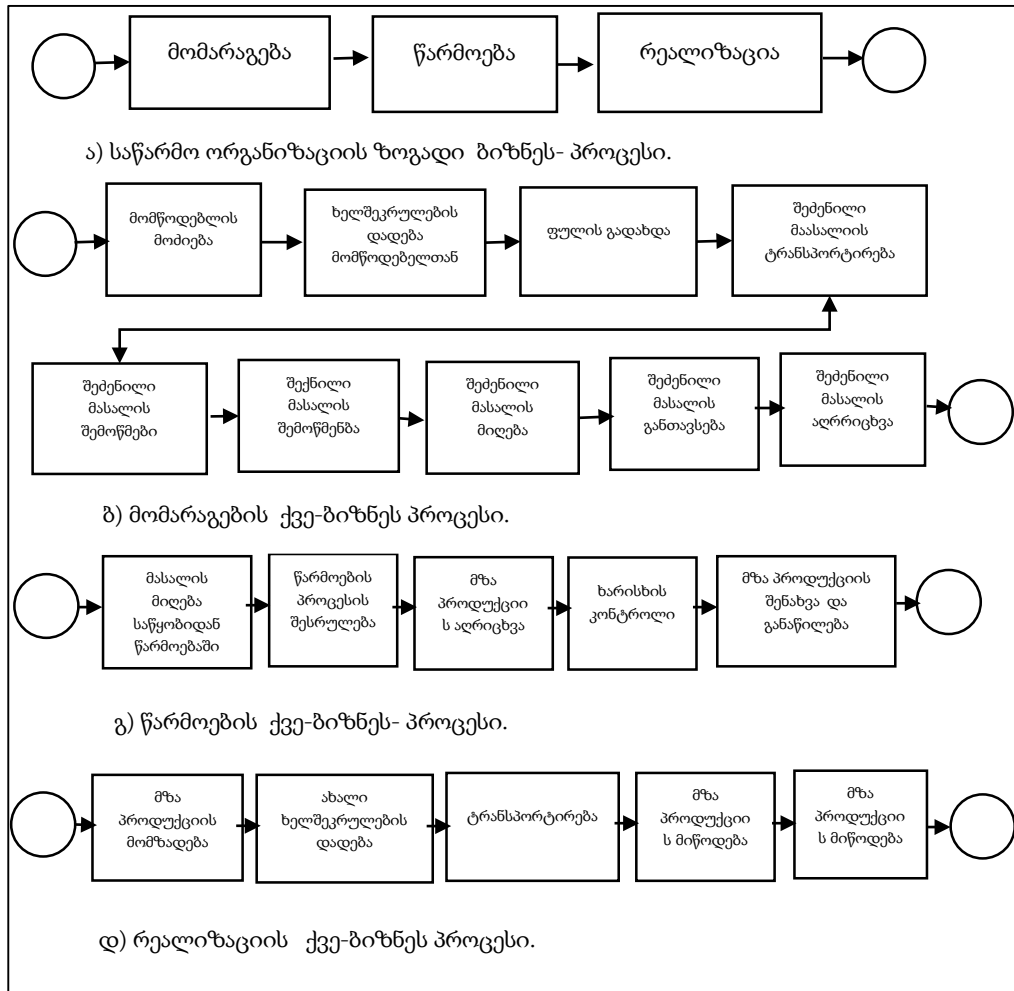 მომარაგება
წარმოება
რეალიზაცია
ა) საწარმო ორგანიზაციის ზოგადი ბიზნეს- პროცესი.
მომწოდებლის
მოძიება
ხელშეკრულების
დადება
მომწოდებელთან
ფულის გადახდა
შეძენილი
მაასალიის
ტრანსპორტირება
შეძენილი
მასალის
შემოწმები
შექნილი
მასალის
შემოწმენბა
შეძენილი
მასალის
მიღება
შეძენილი
მასალის
განთავსება
შეძენილი
მასალის
აღრრიცხვა
ბ) მომარაგების ქვე-ბიზნეს პროცესი.
მასალის
მიღება
საწყობიდან
წარმოებაში
წარმოების
პროცესის
შესრულება
მზა
პროდუქციი
ს აღრიცხვა
ხარისხის
კონტროლი
მზა პროდუქციის
შენახვა და
განაწილება
გ) წარმოების ქვე-ბიზნეს- პროცესი.
მზა
პროდუქციის
მომზადება
ახალი
ხელშეკრულების
დადება
ტრანსპორტირება
მზა
პროდუქციი
ს მიწოდება
მზა
პროდუქციი
ს მიწოდება
დ) რეალიზაციის ქვე-ბიზნეს პროცესი.